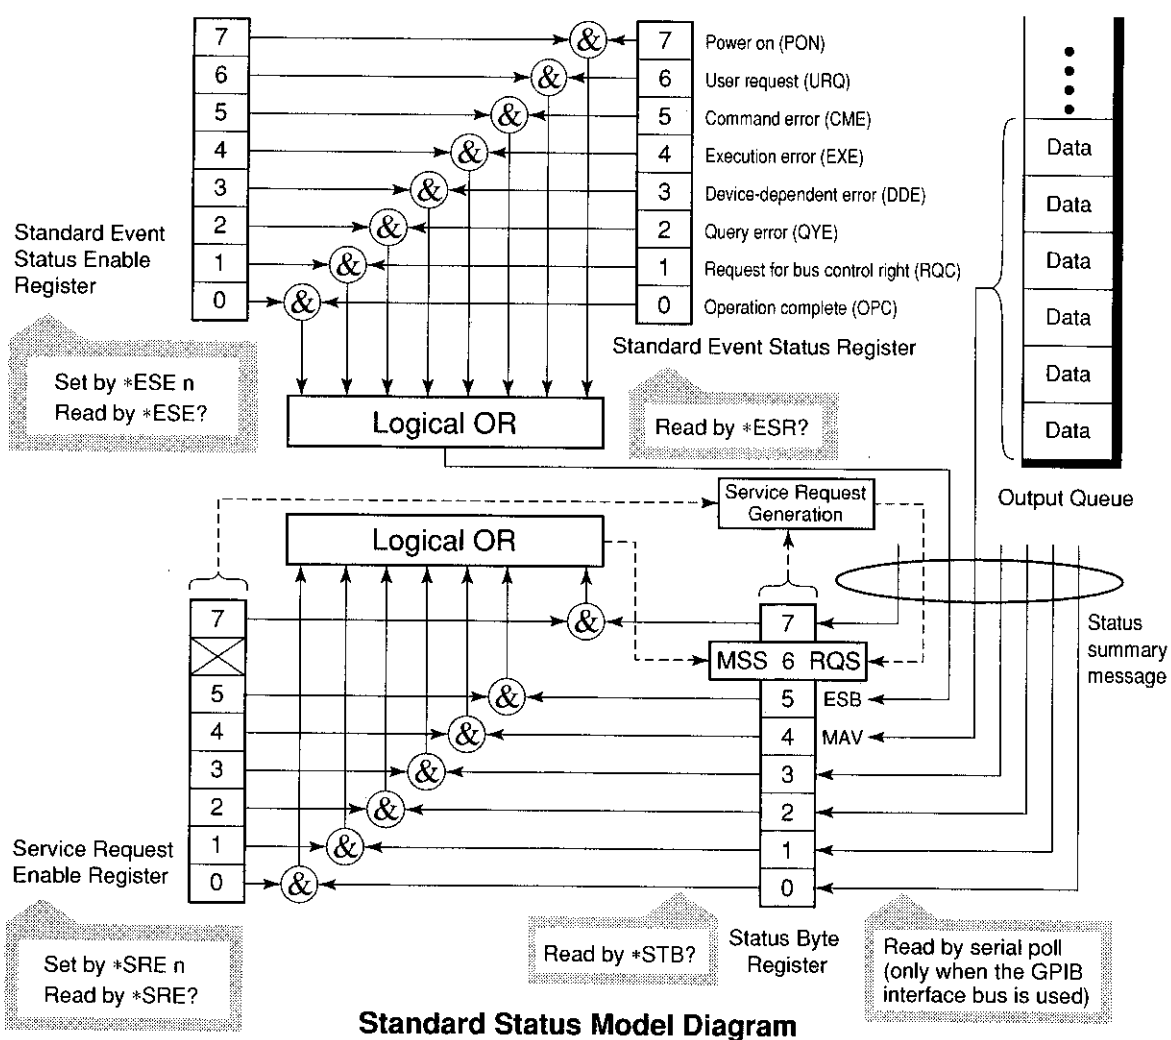 7 & 7 Power on (PON)
6 & 6 User request (URQ)
5 & 5 Command error (CME)
4 & 4 Execution error (EXE)
3 & 3 Device-dependent error (DDE)
2 & 2 Query error (QYE)
1 & 1 Request for bus control right (RQC)
0 & 0 Operation complete (OPC)
Standard Event
Status Enable
Register
Set by *ESE n
Read by *ESE?
Standard Event Status Register
Read by *ESR?
Logical OR
Data
Data
Data
Data
Data
Data
Output Queue
Service Request
Generation
Logical OR
7 & 7
MSS 6 RQS
5 & 5 ESB
4 & 4 MAV
3 & 3
2 & 2
1 & 1
0 & 0
Status
summary
message
Service Request
Enable Register
Set by *SRE n
Read by *SRE?
Read by *STB?
Status Byte
Register
Read by serial poll
(only when the GPIB
interface bus is used)
Standard Status Model Diagram